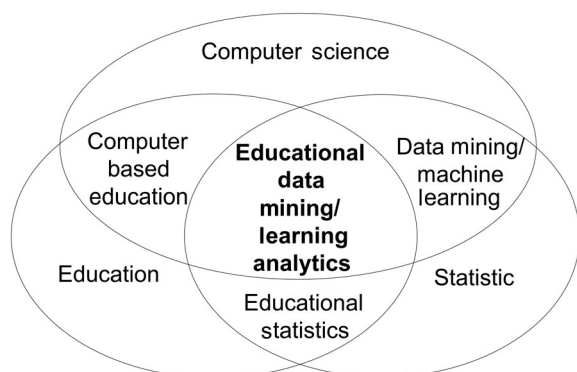 Computer science
Computer
based
education
Educational
data
mining/
learning
analytics
Data mining/
machine
learning
Education
Statistic
Educational
statistics